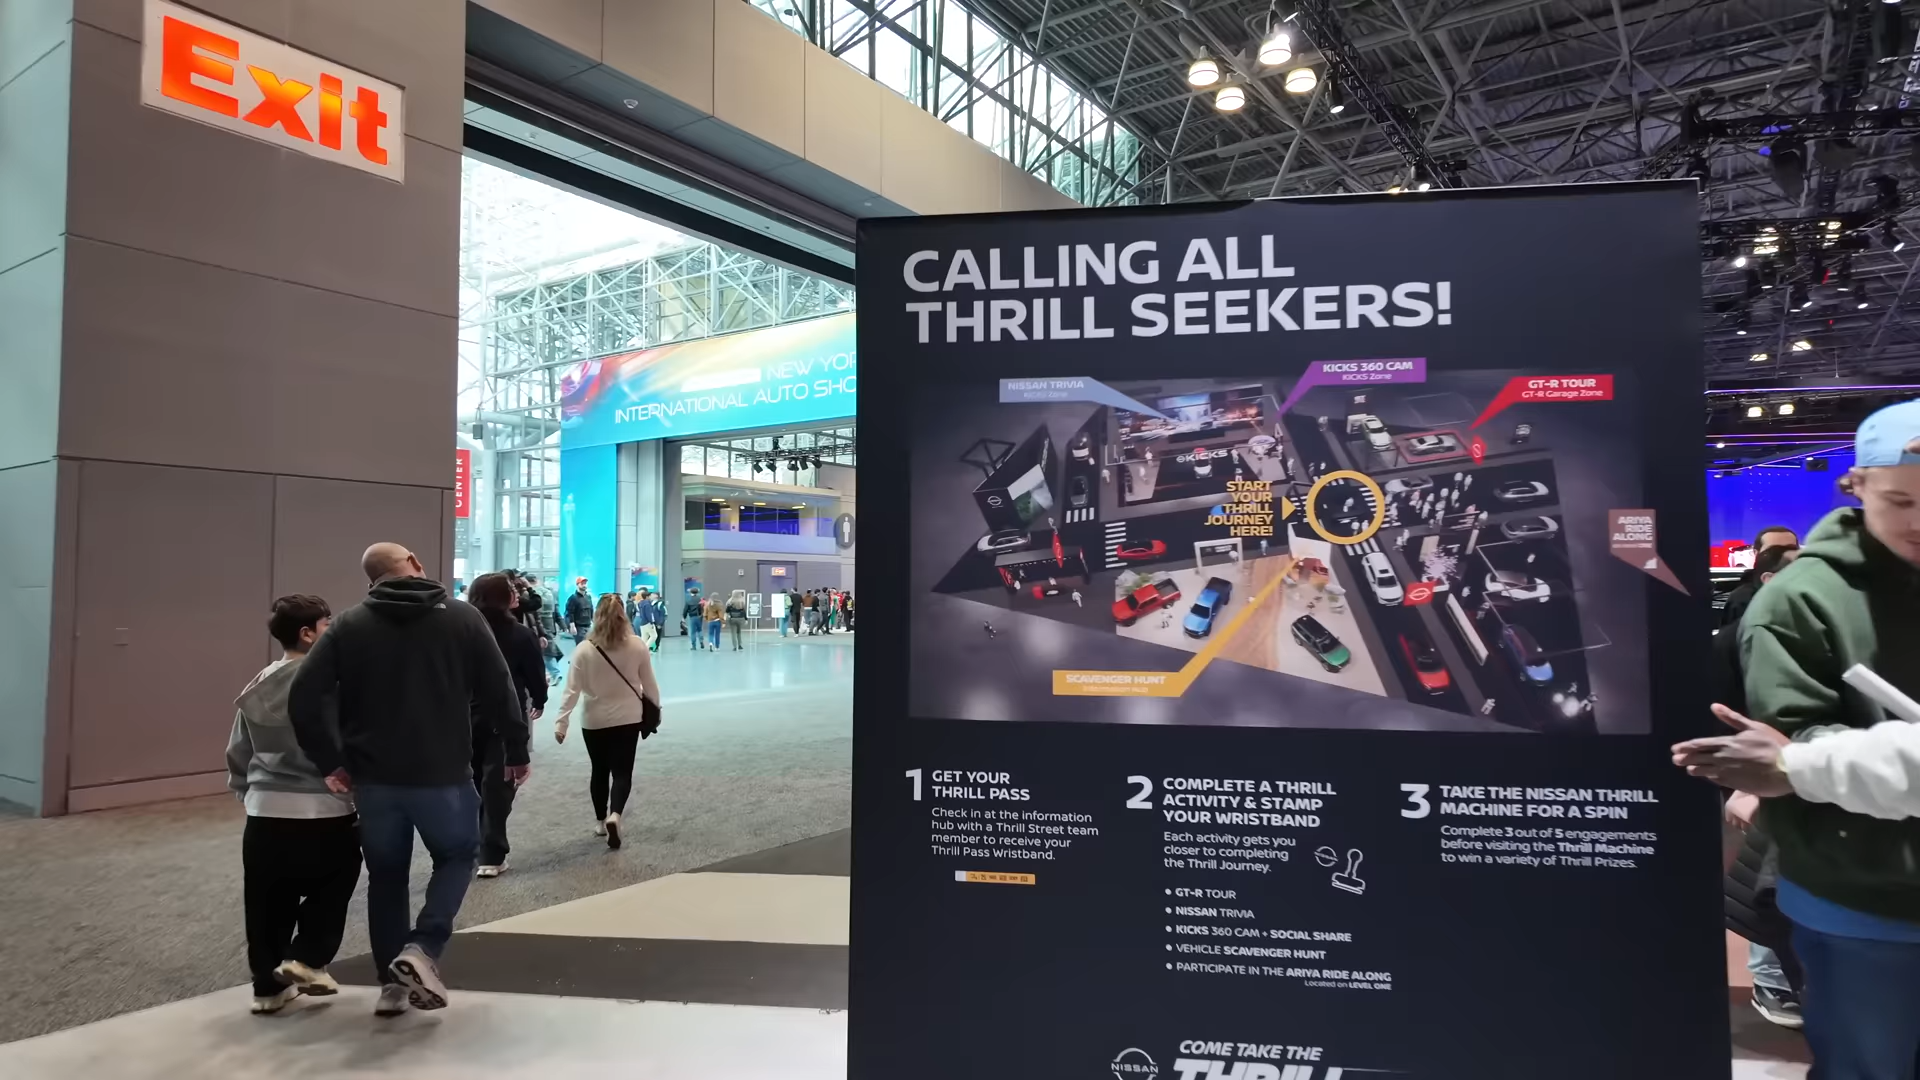 Exit
CENTER
NEW YOR
INTERNATIONAL AUTO SHO
CALLING ALL
THRILL SEEKERS!
NISSAN TRIVIA
KICKS Zone
KICKS 360 CAM
KICKS Zone
GT-R TOUR
GT-R Garage Zone
KICKS
START
YOUR
THRILL
JOURNEY
HERE!
ARIYA
RIDE
ALONG
SCAVENGER HUNT
1 GET YOUR
THRILL PASS
Check in at the information
hub with a Thrill Street team
member to receive your
Thrill Pass Wristband.
2 COMPLETE A THRILL
ACTIVITY & STAMP
YOUR WRISTBAND
Each activity gets you
closer to completing
the Thrill Journey.
• GT-R TOUR
• NISSAN TRIVIA
• KICKS 360 CAM + SOCIAL SHARE
• VEHICLE SCAVENGER HUNT
• PARTICIPATE IN THE ARIYA RIDE ALONG
Located on LEVEL ONE
3 TAKE THE NISSAN THRILL
MACHINE FOR A SPIN
Complete 3 out of 5 engagements
before visiting the Thrill Machine
to win a variety of Thrill Prizes.
NISSAN
COME TAKE THE
THRILL